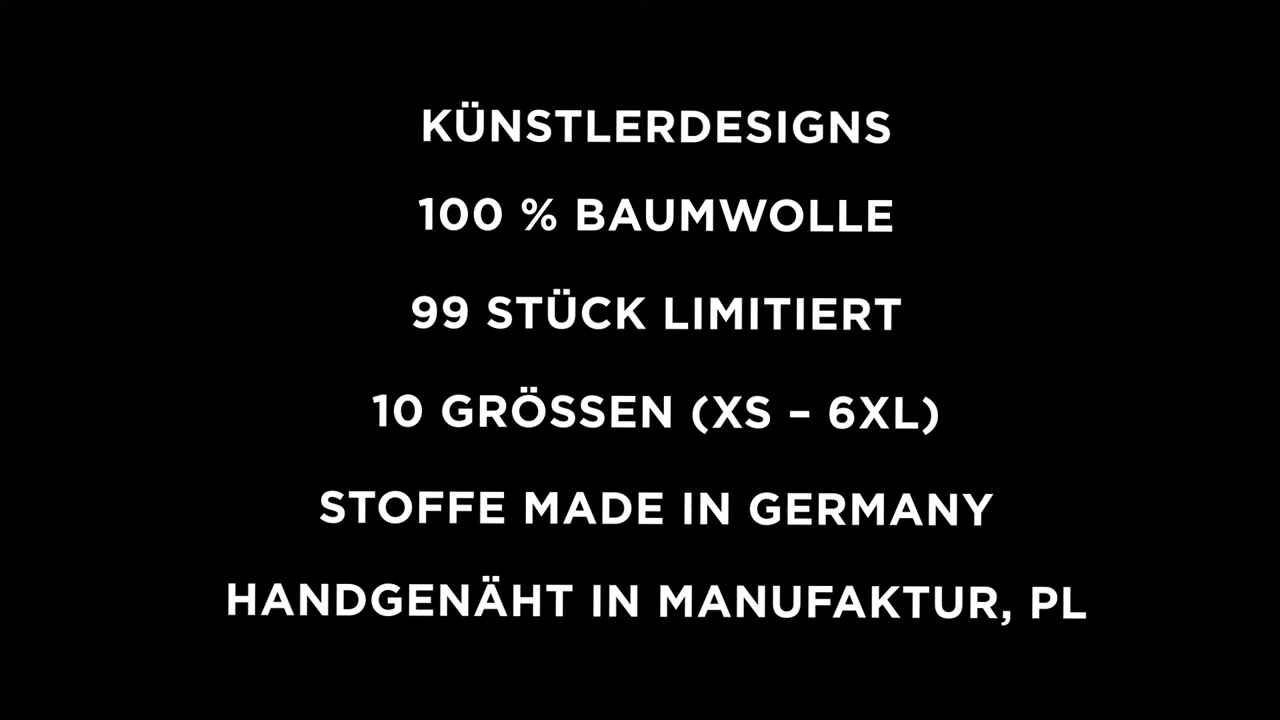 KÜNSTLERDESIGNS
100 % BAUMWOLLE
99 STÜCK LIMITIERT
10 GRÖSSEN (XS – 6XL)
STOFFE MADE IN GERMANY
HANDGENÄHT IN MANUFAKTUR, PL